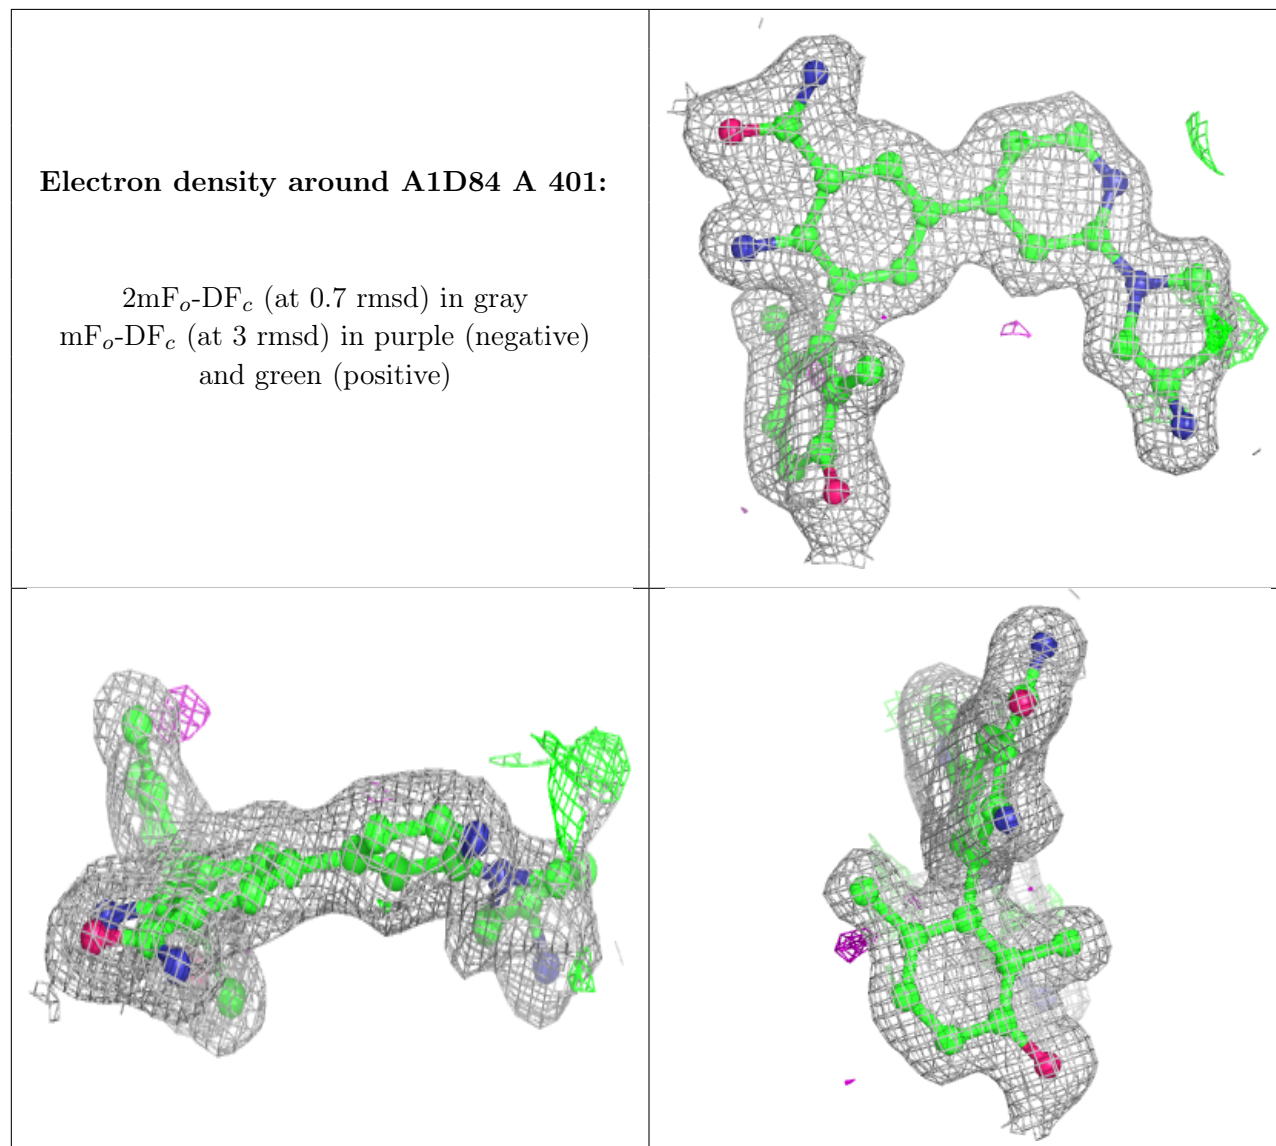 Electron density around A1D84 A 401:
2mFo-DFc (at 0.7 rmsd) in gray
mFo-DFc (at 3 rmsd) in purple (negative)
and green (positive)